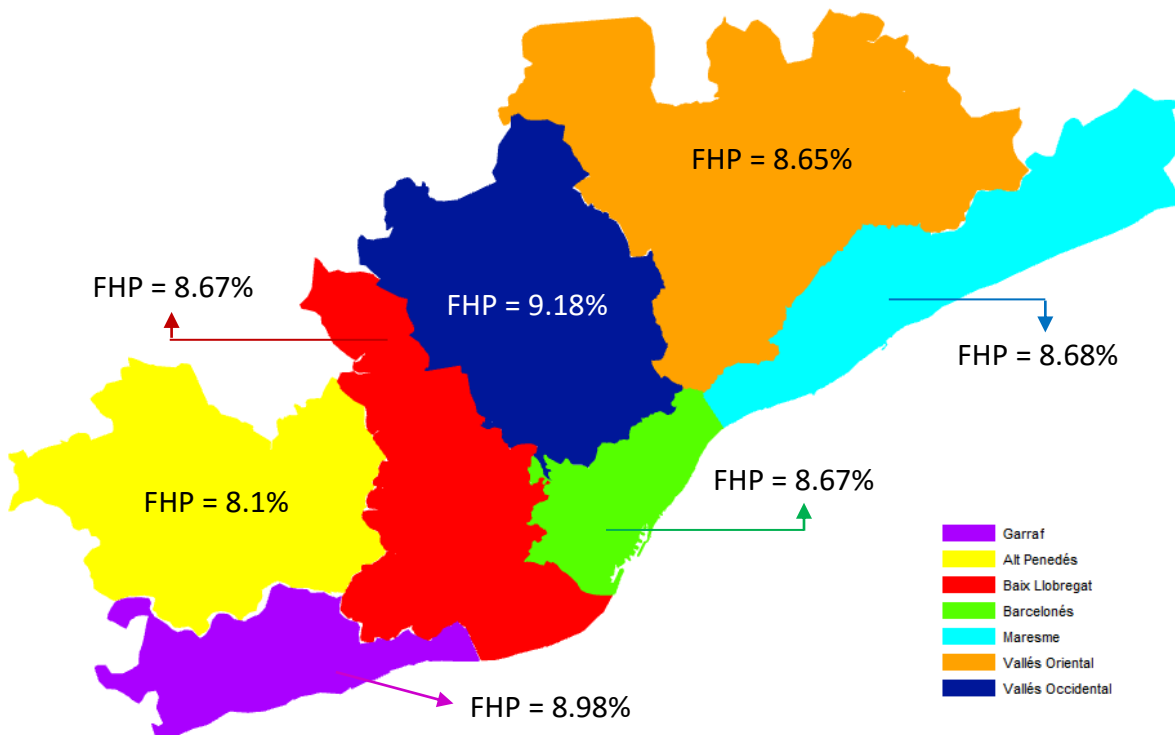 FHP = 8.65%
FHP = 8.67%
FHP = 9.18%
FHP = 8.68%
FHP = 8.67%
FHP = 8.1%
FHP = 8.98%
Garraf
Alt Penedés
Baix Llobregat
Barcelonés
Maresme
Vallés Oriental
Vallés Occidental